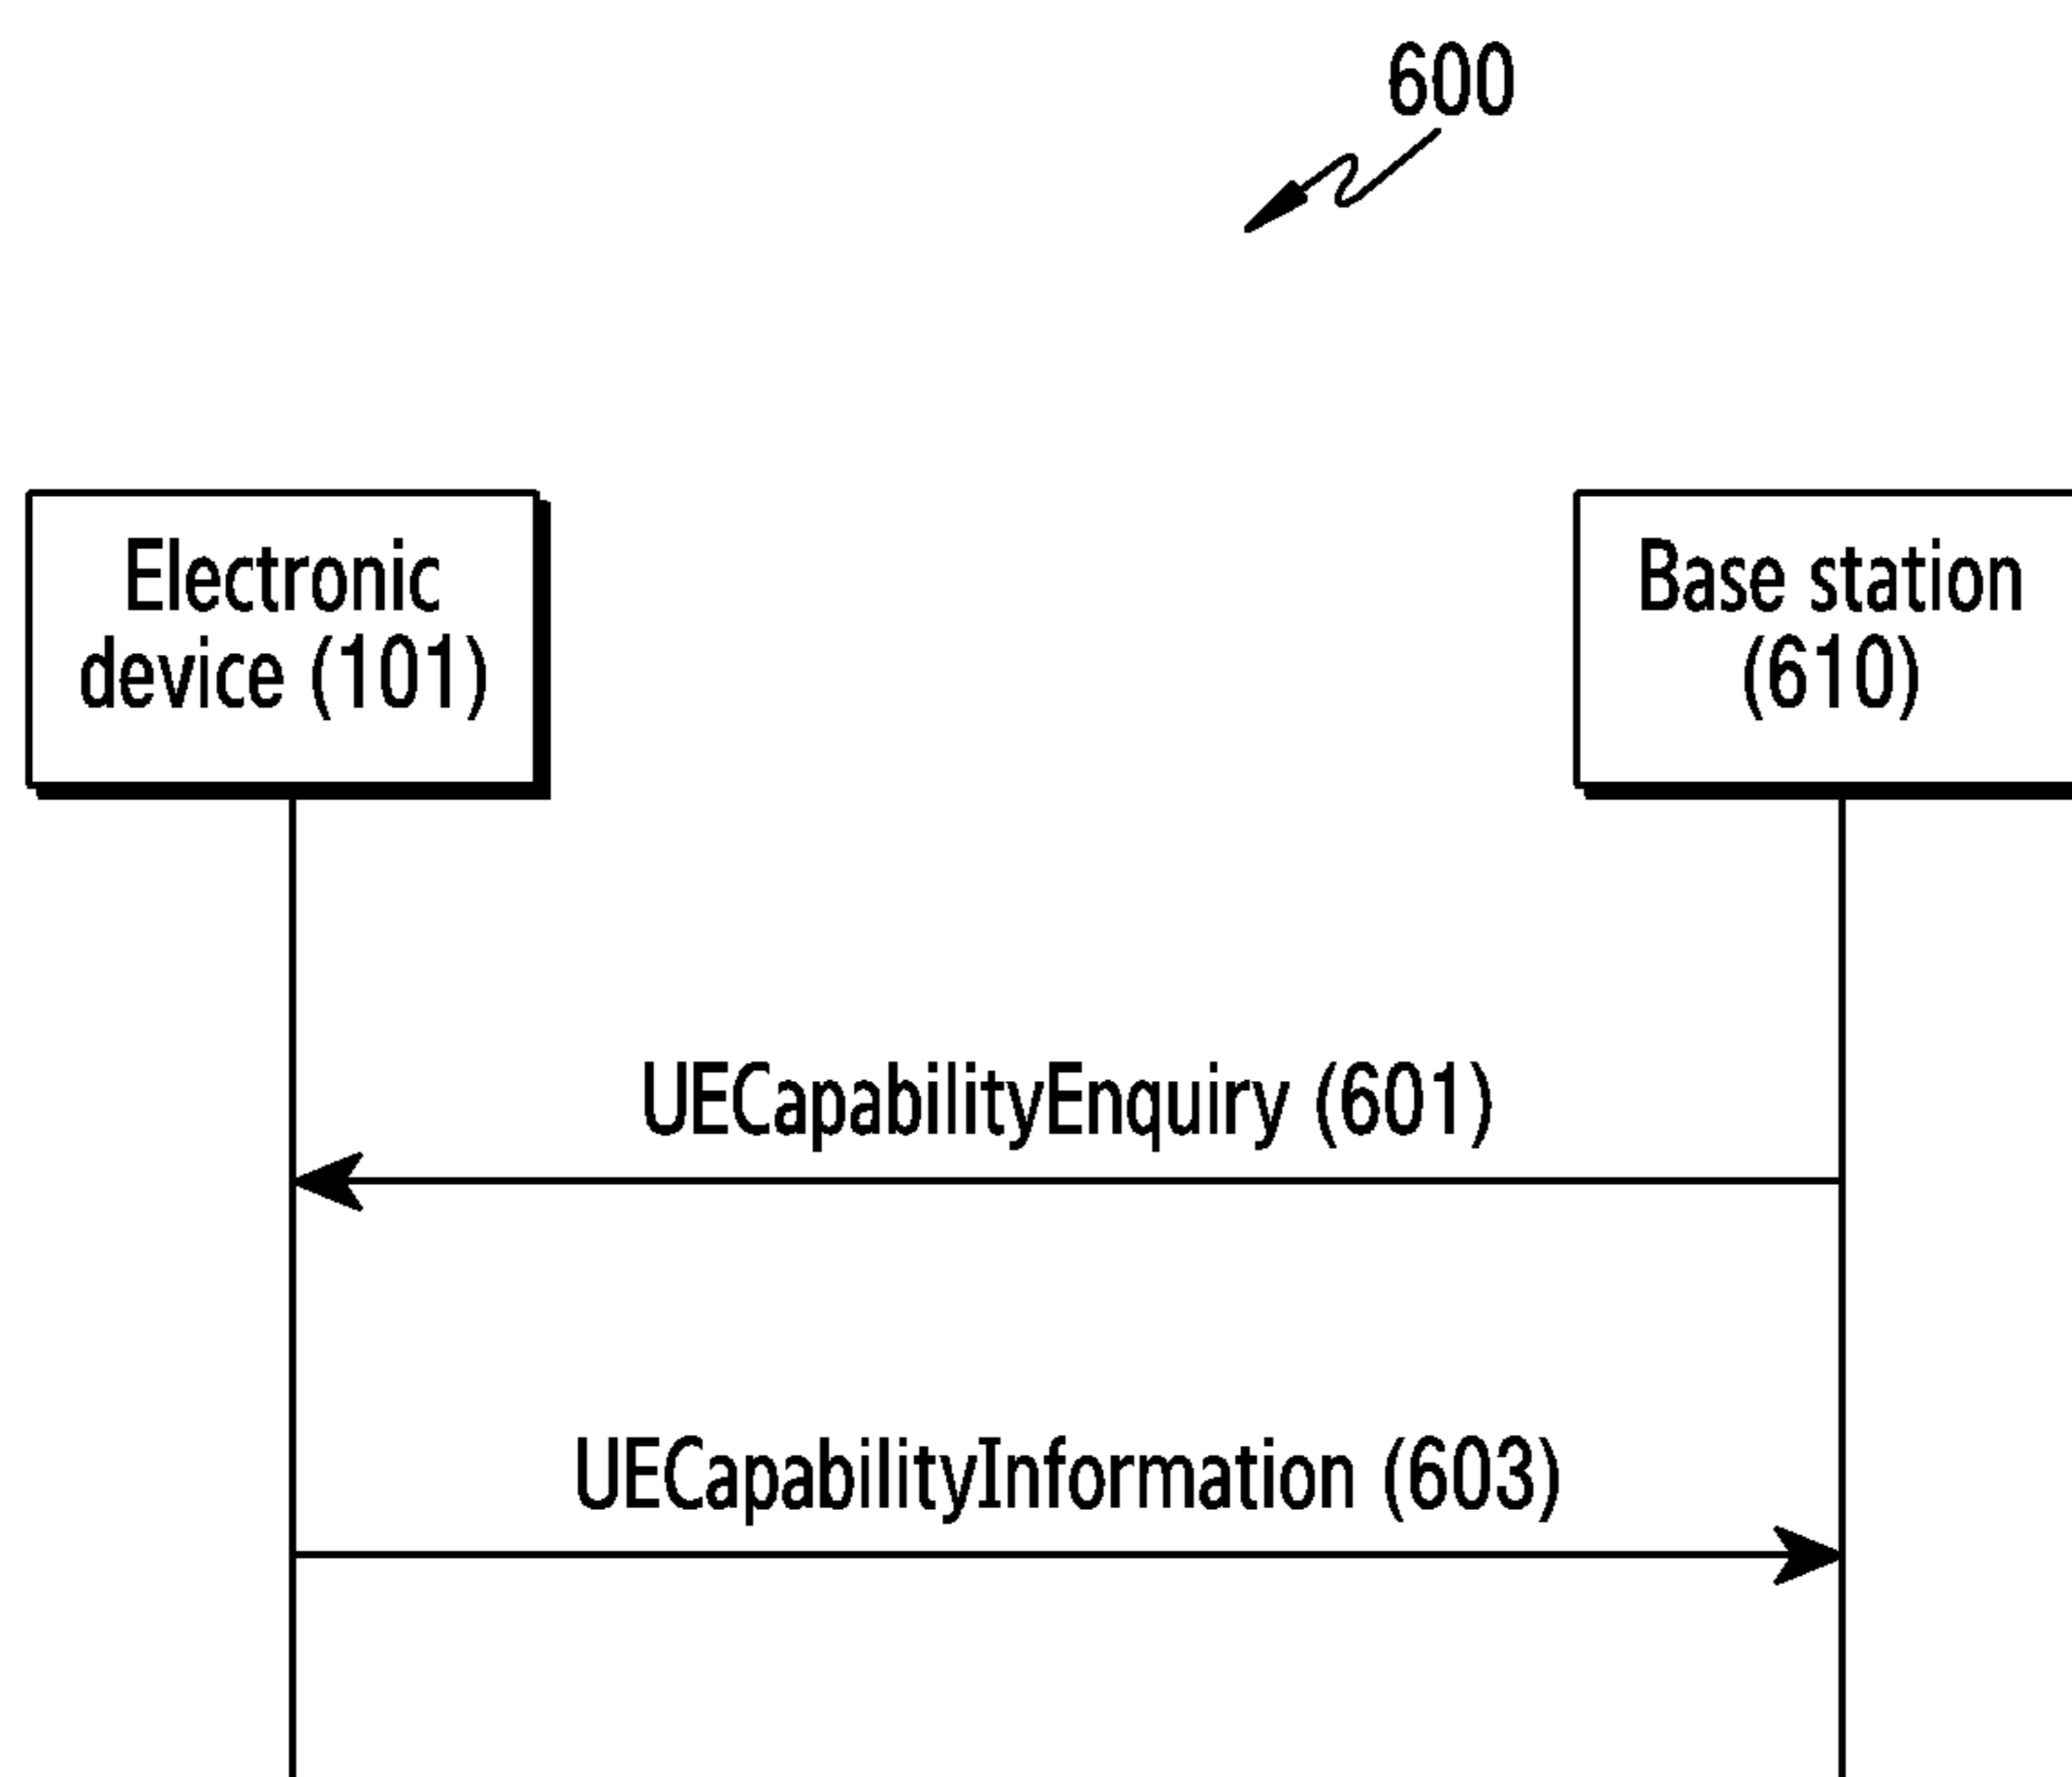 600
Electronic
device (101)
Base station
(610)
UECapabilityEnquiry (601)
UECapabilityInformation (603)